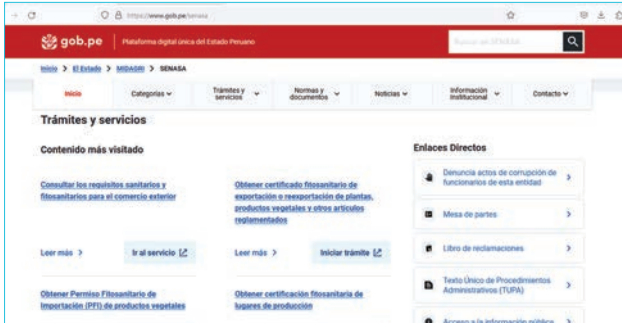 https://www.gob.pe/senasa
gob.pe
Plataforma digital única del Estado Peruano
Buscar en SENASA
Inicio > El Estado > MIDAGRI > SENASA
Inicio
Categorías
Trámites y servicios
Normas y documentos
Noticias
Información institucional
Contacto
Trámites y servicios
Contenido más visitado
Consultar los requisitos sanitarios y
fitosanitarios para el comercio exterior
Leer más >
Ir al servicio
Obtener certificado fitosanitario de
exportación o reexportación de plantas,
productos vegetales y otros artículos
reglamentados
Leer más >
Iniciar trámite
Obtener Permiso Fitosanitario de
Importación (PFI) de productos vegetales
Obtener certificación fitosanitaria de
lugares de producción
Enlaces Directos
Denuncia actos de corrupción de
funcionarios de esta entidad
Mesa de partes
Libro de reclamaciones
Texto Único de Procedimientos
Administrativos (TUPA)
Acceso a la información pública